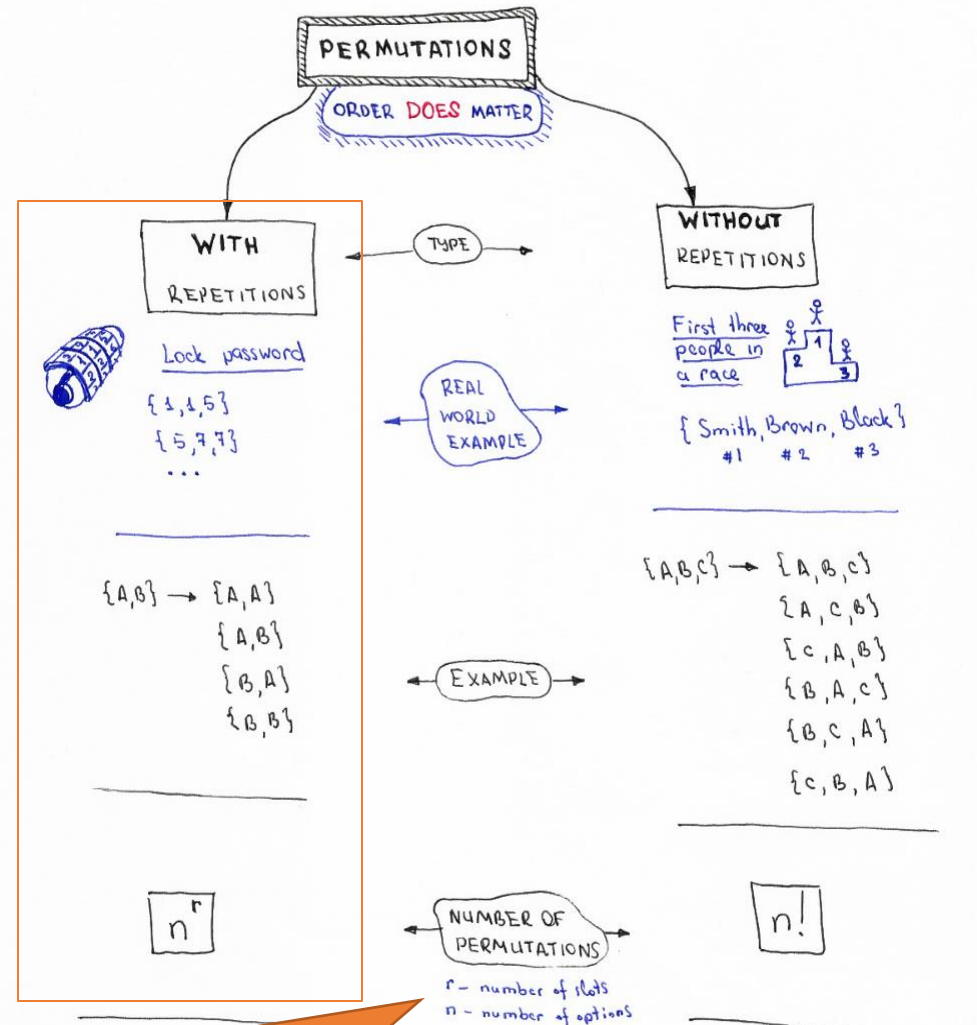 PERMUTATIONS
ORDER DOES MATTER
WITH
REPETITIONS
TYPE
WITHOUT
REPETITIONS
Lock password
{1,1,5}
{5,7,7}
...
REAL
WORLD
EXAMPLE
First three
people in
a race
1
2
3
{Smith, Brown, Black}
#1 #2 #3
{A,B} → {A,A}
{A,B}
{B,A}
{B,B}
EXAMPLE
{A,B,C} → {A,B,C}
{A,C,B}
{C,A,B}
{B,A,C}
{B,C,A}
{C,B,A}
n^r
NUMBER OF
PERMUTATIONS
r - number of slots
n - number of options
n!